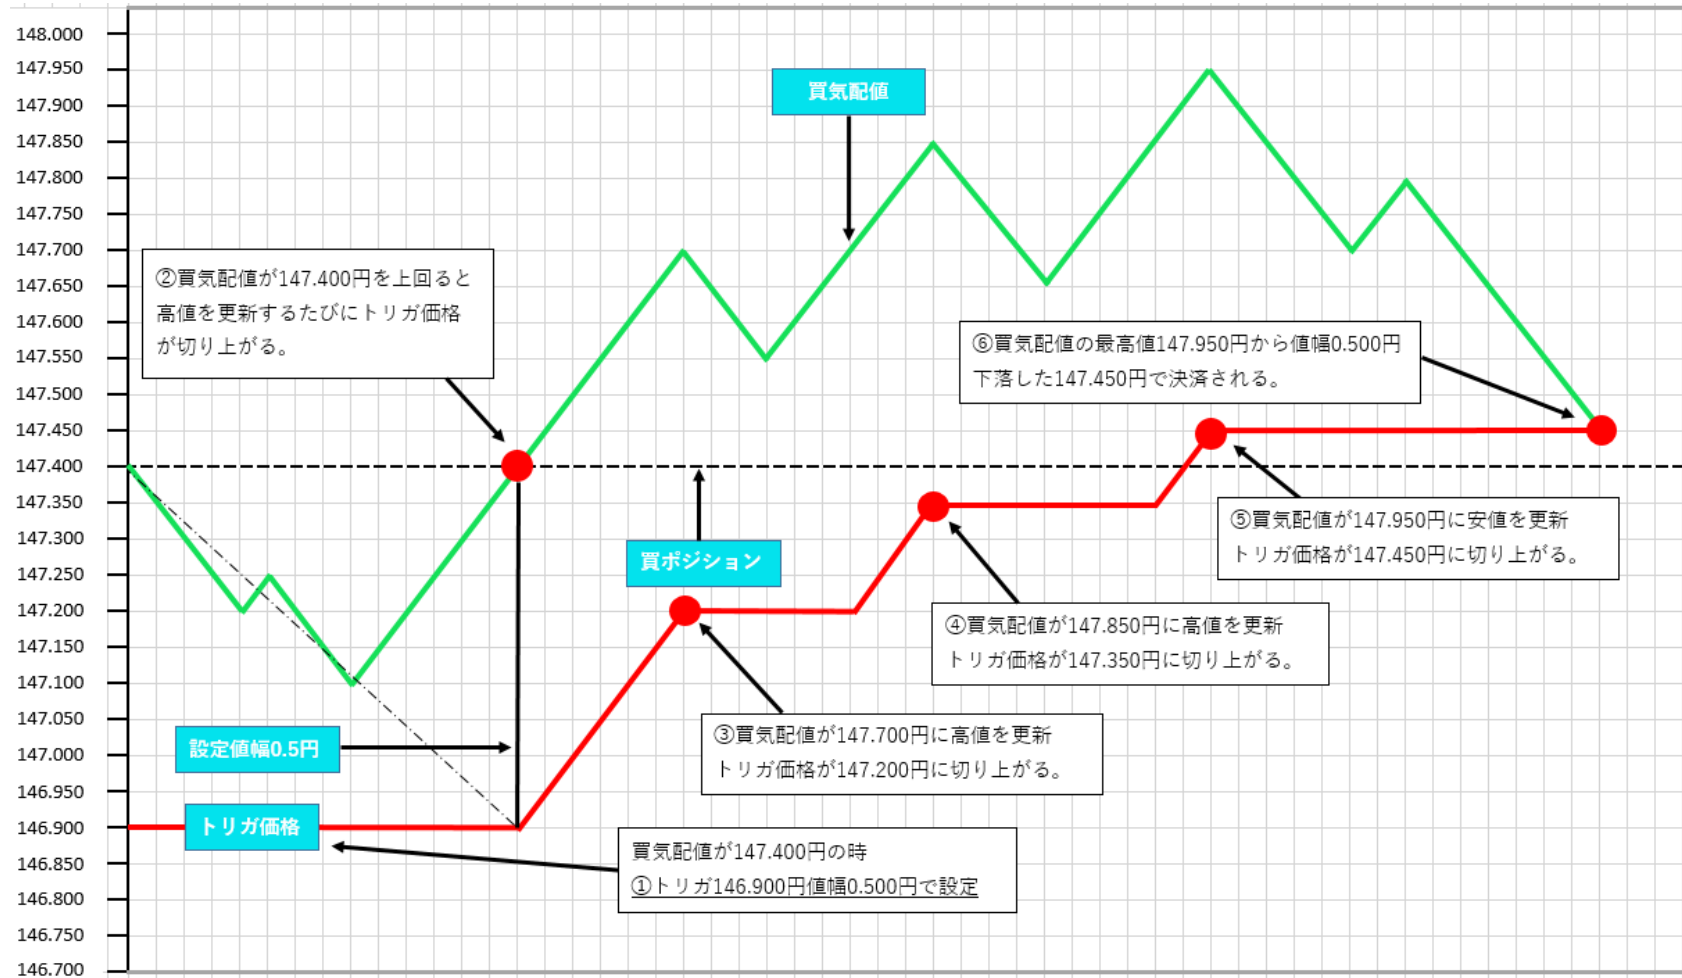 148.000
147.950
147.900
147.850
147.800
147.750
147.700
147.650
147.600
147.550
147.500
147.450
147.400
147.350
147.300
147.250
147.200
147.150
147.100
147.050
147.000
146.950
146.900
146.850
146.800
146.750
146.700
買気配値
②買気配値が147.400円を上回ると
高値を更新するたびにトリガ価格
が切り上がる。
⑥買気配値の最高値147.950円から値幅0.500円
下落した147.450円で決済される。
買ポジション
⑤買気配値が147.950円に安値を更新
トリガ価格が147.450円に切り上がる。
④買気配値が147.850円に高値を更新
トリガ価格が147.350円に切り上がる。
③買気配値が147.700円に高値を更新
トリガ価格が147.200円に切り上がる。
設定値幅0.5円
トリガ価格
買気配値が147.400円の時
①トリガ146.900円値幅0.500円で設定